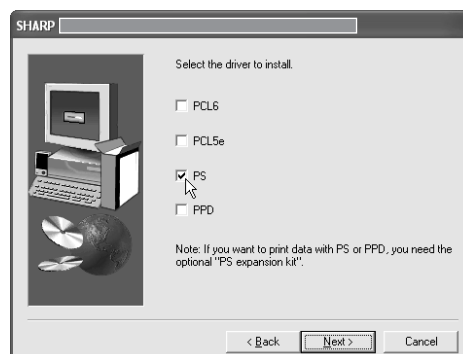 SHARP
Select the driver to install.
PCL6
PCL5e
PS
PPD
Note: If you want to print data with PS or PPD, you need the
optional "PS expansion kit".
< Back
Next >
Cancel